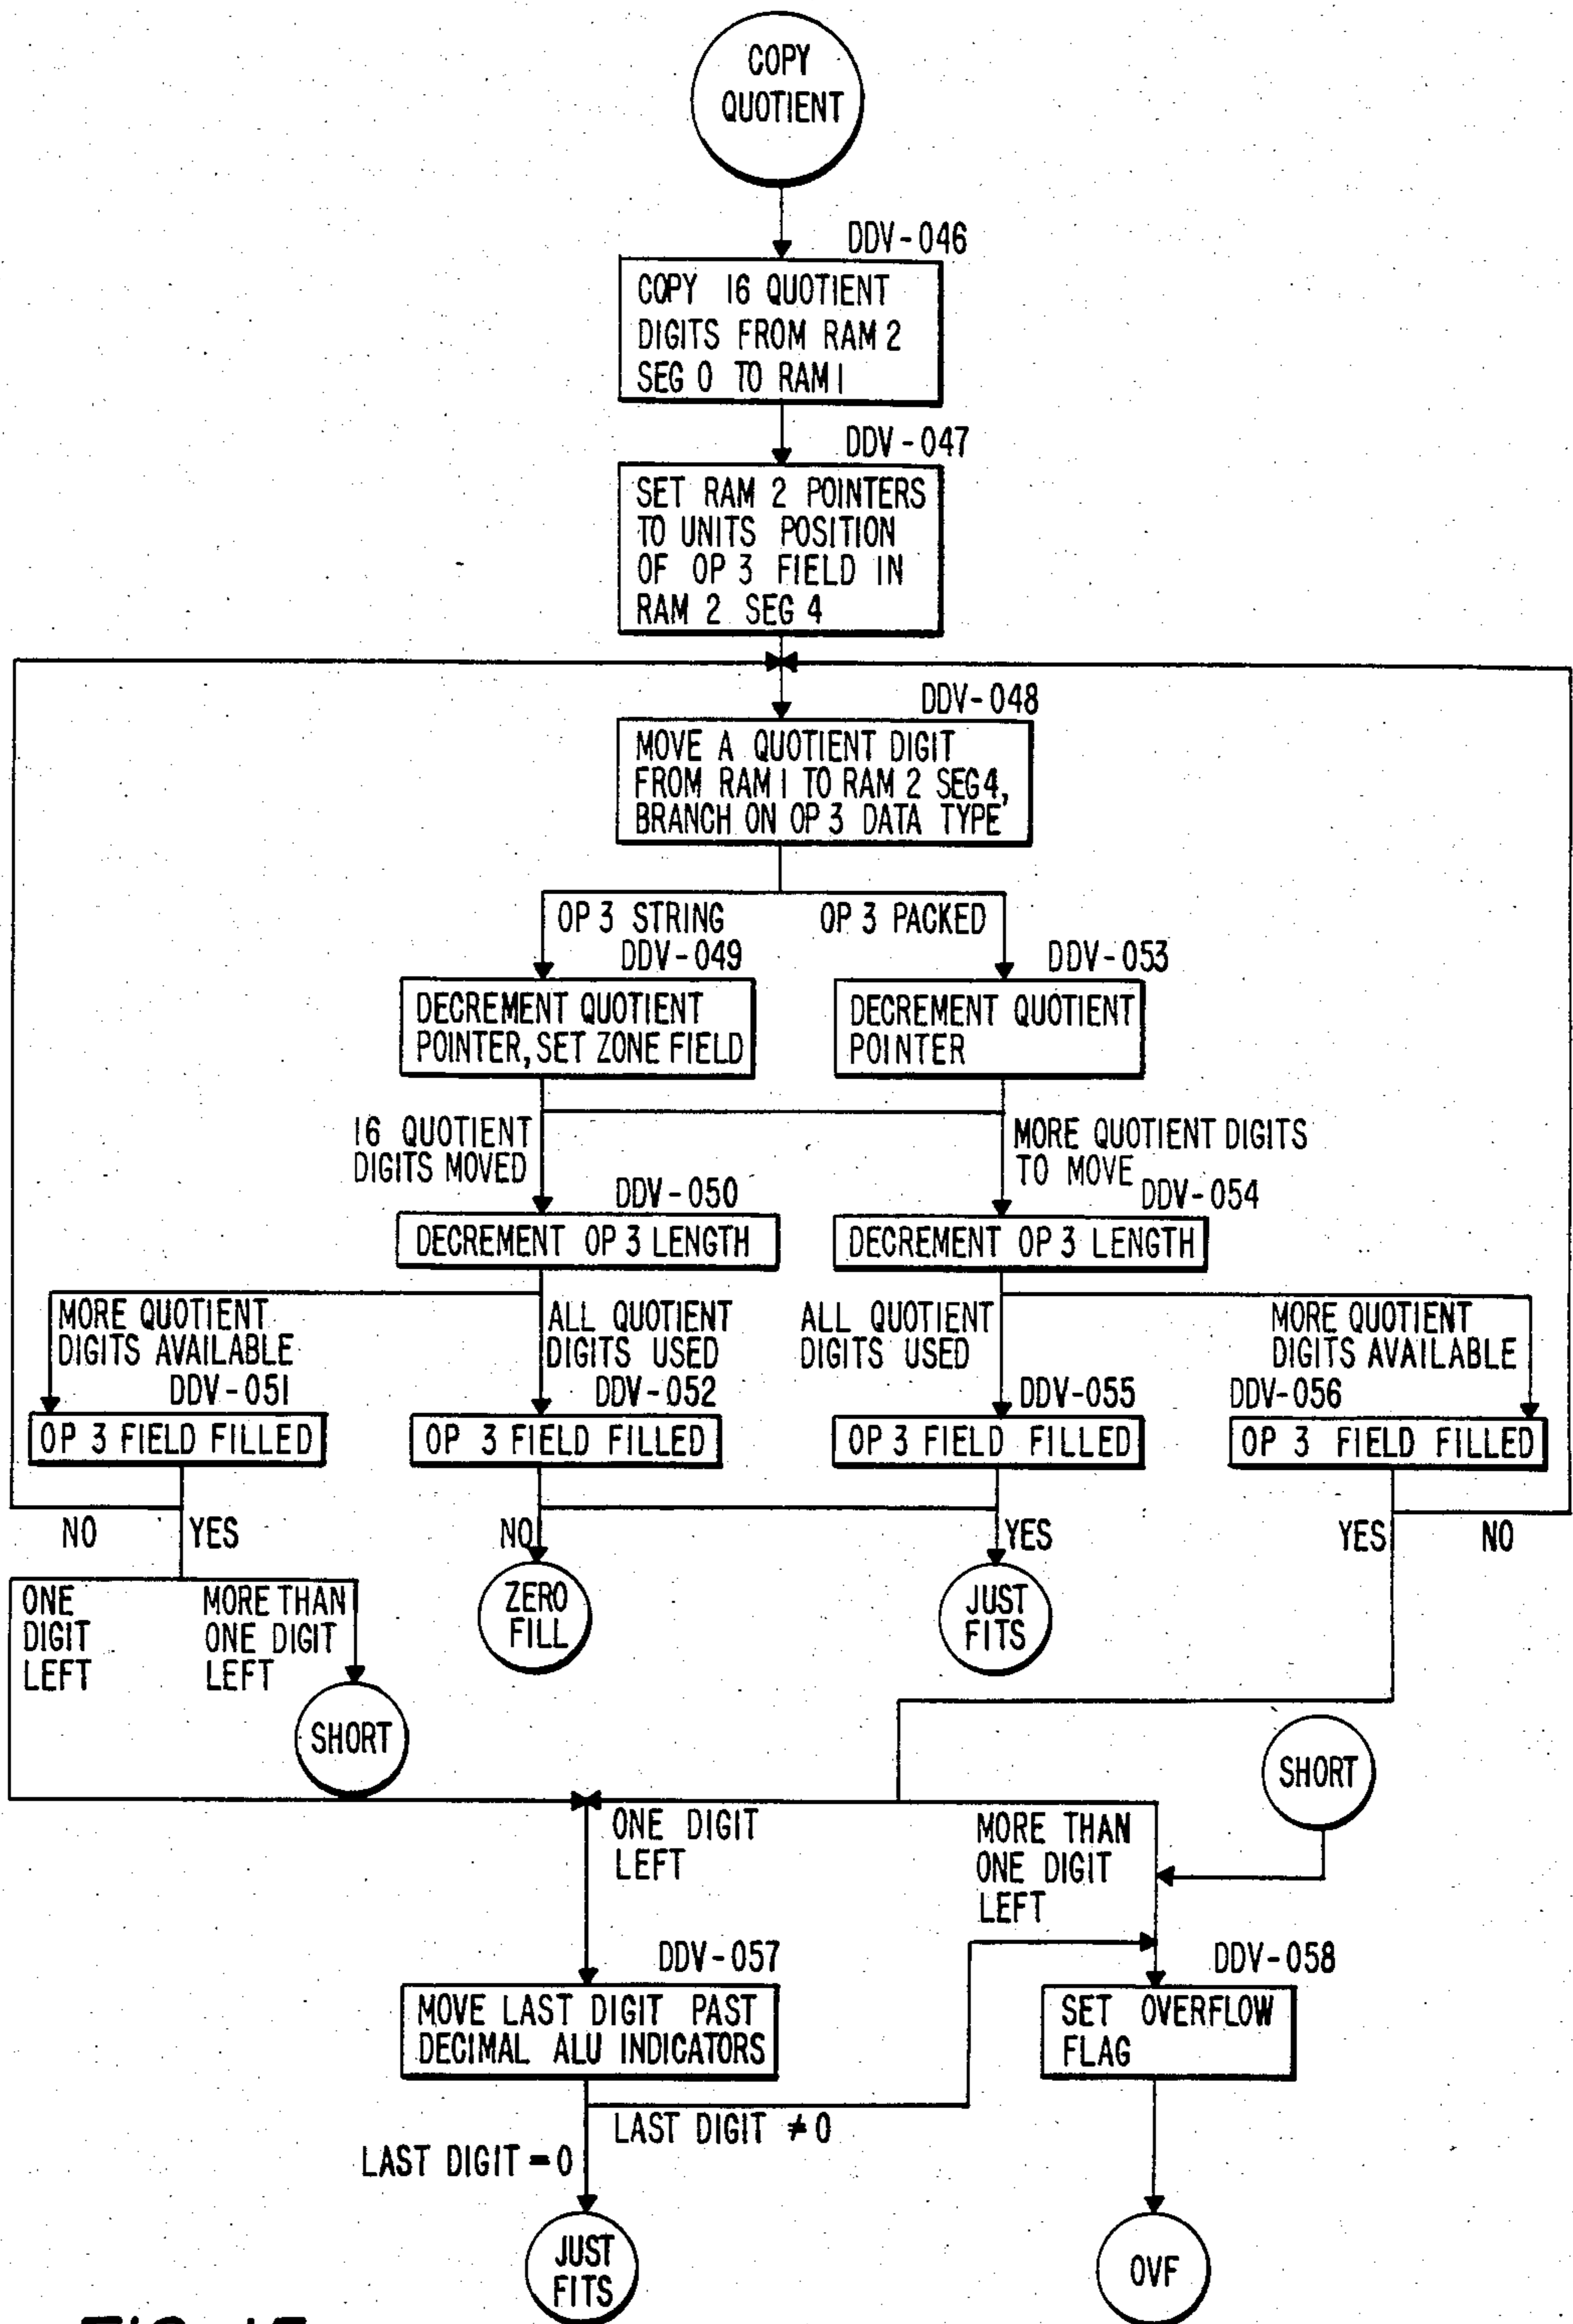 COPY
QUOTIENT
DDV-046
COPY 16 QUOTIENT
DIGITS FROM RAM 2
SEG 0 TO RAM 1
DDV-047
SET RAM 2 POINTERS
TO UNITS POSITION
OF OP 3 FIELD IN
RAM 2 SEG 4
DDV-048
MOVE A QUOTIENT DIGIT
FROM RAM 1 TO RAM 2 SEG 4,
BRANCH ON OP 3 DATA TYPE
OP 3 STRING
OP 3 PACKED
DDV-049
DDV-053
DECREMENT QUOTIENT
POINTER, SET ZONE FIELD
DECREMENT QUOTIENT
POINTER
16 QUOTIENT
DIGITS MOVED
MORE QUOTIENT DIGITS
TO MOVE
DDV-050
DDV-054
DECREMENT OP 3 LENGTH
DECREMENT OP 3 LENGTH
MORE QUOTIENT
DIGITS AVAILABLE
ALL QUOTIENT
DIGITS USED
ALL QUOTIENT
DIGITS USED
MORE QUOTIENT
DIGITS AVAILABLE
DDV-051
DDV-052
DDV-055
DDV-056
OP 3 FIELD FILLED
OP 3 FIELD FILLED
OP 3 FIELD FILLED
OP 3 FIELD FILLED
NO
YES
NO
YES
YES
NO
ZERO
FILL
JUST
FITS
ONE
DIGIT
LEFT
MORE THAN
ONE DIGIT
LEFT
SHORT
SHORT
ONE DIGIT
LEFT
MORE THAN
ONE DIGIT
LEFT
DDV-057
DDV-058
MOVE LAST DIGIT PAST
DECIMAL ALU INDICATORS
SET OVERFLOW
FLAG
LAST DIGIT ≠ 0
LAST DIGIT = 0
JUST
FITS
OVF